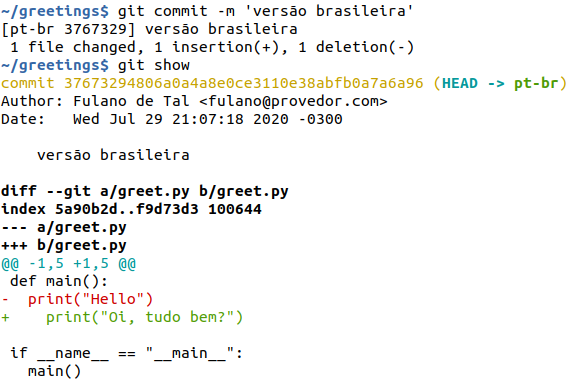 ~/greetings$ git commit -m 'versão brasileira'
[pt-br 3767329] versão brasileira
 1 file changed, 1 insertion(+), 1 deletion(-)
~/greetings$ git show
commit 37673294806a0a4a8e0ce3110e38abfb0a7a6a96 (HEAD -> pt-br)
Author: Fulano de Tal <fulano@provedor.com>
Date:   Wed Jul 29 21:07:18 2020 -0300

    versão brasileira

diff --git a/greet.py b/greet.py
index 5a90b2d..f9d73d3 100644
--- a/greet.py
+++ b/greet.py
@@ -1,5 +1,5 @@
 def main():
-  print("Hello")
+    print("Oi, tudo bem?")

 if __name__ == "__main__":
   main()